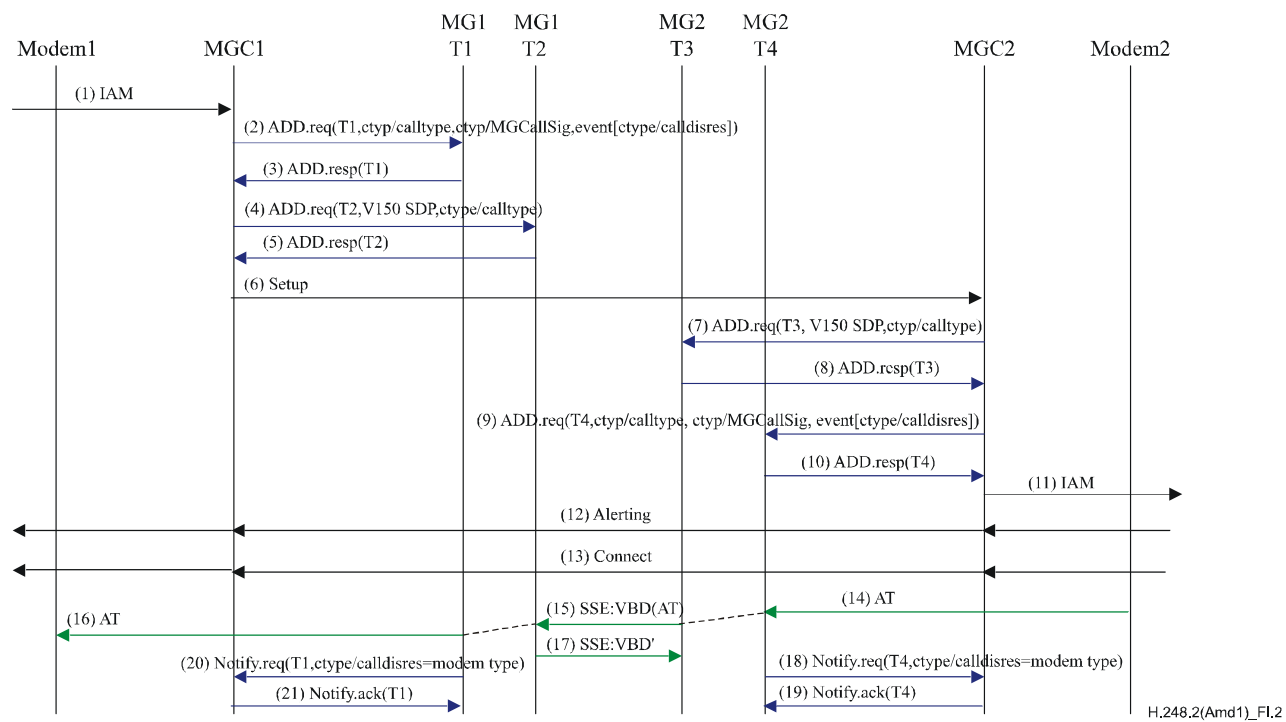 MG1 MG1 MG2 MG2
Modem1 MGC1 T1 T2 T3 T4 MGC2 Modem2
(1) IAM
(2) ADD.req(T1,ctyp/calltype,ctyp/MGCallSig,event[ctype/calldisres])
(3) ADD.resp(T1)
(4) ADD.req(T2,V150 SDP,ctype/calltype)
(5) ADD.resp(T2)
(6) Setup
(7) ADD.req(T3, V150 SDP,ctyp/calltype)
(8) ADD.resp(T3)
(9) ADD.req(T4,ctyp/calltype, ctyp/MGCallSig, event[ctype/calldisres])
(10) ADD.resp(T4)
(11) IAM
(12) Alerting
(13) Connect
(14) AT
(15) SSE:VBD(AT)
(16) AT
(17) SSE:VBD'
(18) Notify.req(T4,ctype/calldisres=modem type)
(20) Notify.req(T1,ctype/calldisres=modem type)
(19) Notify.ack(T4)
(21) Notify.ack(T1)
H.248.2(Amd1)_FI.2